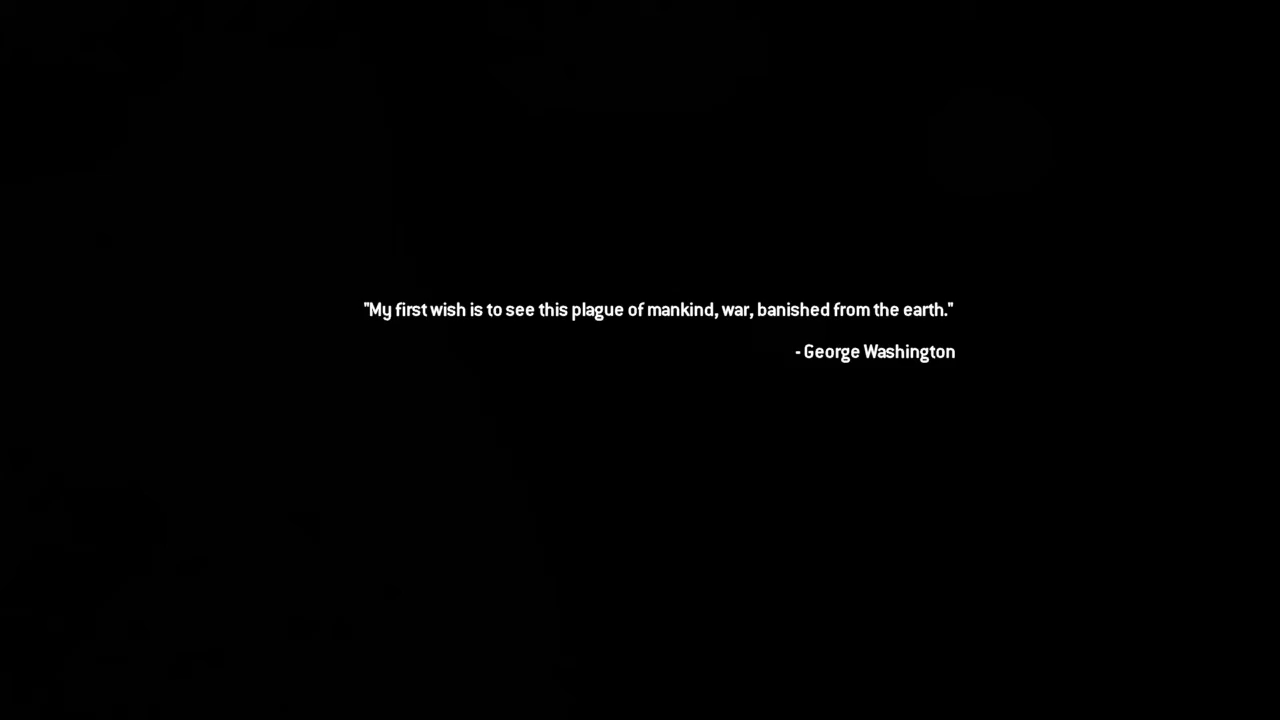 "My first wish is to see this plague of mankind, war, banished from the earth."
- George Washington